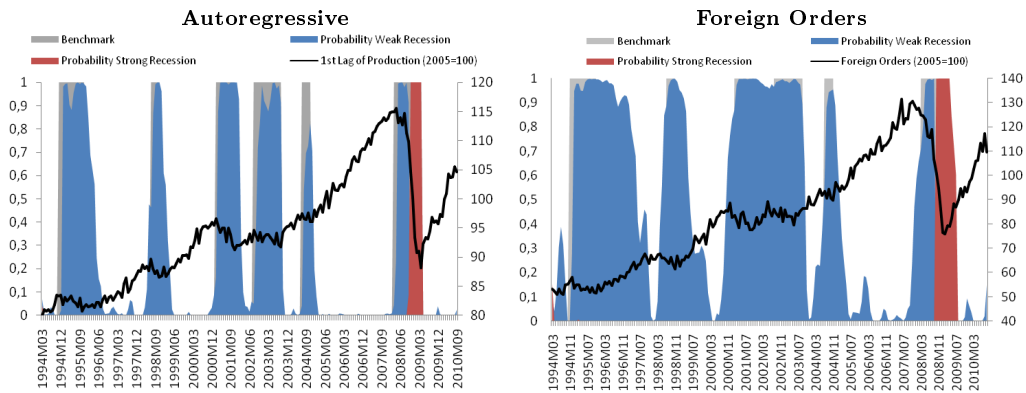 Autoregressive
Benchmark
Probability Weak Recession
Probability Strong Recession
1st Lag of Production (2005=100)
1
0,9
0,8
0,7
0,6
0,5
0,4
0,3
0,2
0,1
0
120
115
110
105
100
95
90
85
80
1994M03
1994M12
1995M09
1996M06
1997M03
1997M12
1998M09
1999M06
2000M03
2000M12
2001M09
2002M06
2003M03
2003M12
2004M09
2005M06
2006M03
2006M12
2007M09
2008M06
2009M03
2009M12
2010M09
Foreign Orders
Benchmark
Probability Weak Recession
Probability Strong Recession
Foreign Orders (2005=100)
1
0,9
0,8
0,7
0,6
0,5
0,4
0,3
0,2
0,1
0
140
130
120
110
100
90
80
70
60
50
40
1994M03
1994M11
1995M07
1996M03
1996M11
1997M07
1998M03
1998M11
1999M07
2000M03
2000M11
2001M07
2002M03
2002M11
2003M07
2004M03
2004M11
2005M07
2006M03
2006M11
2007M07
2008M03
2008M11
2009M07
2010M03